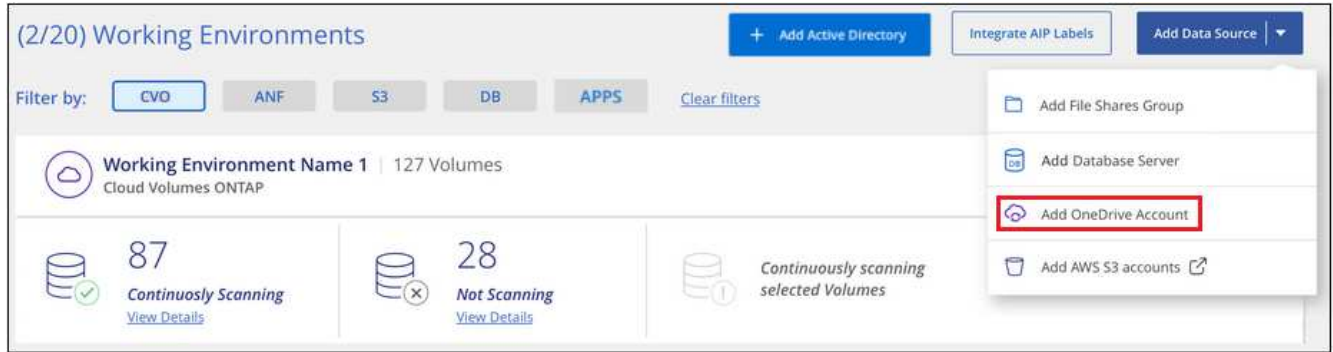 (2/20) Working Environments
+ Add Active Directory
Integrate AIP Labels
Add Data Source
Filter by:
CVO
ANF
S3
DB
APPS
Clear filters
Add File Shares Group
DB
Add Database Server
Add OneDrive Account
Add AWS S3 accounts
Working Environment Name 1 | 127 Volumes
Cloud Volumes ONTAP
87
Continuosly Scanning
View Details
28
Not Scanning
View Details
Continuously scanning
selected Volumes